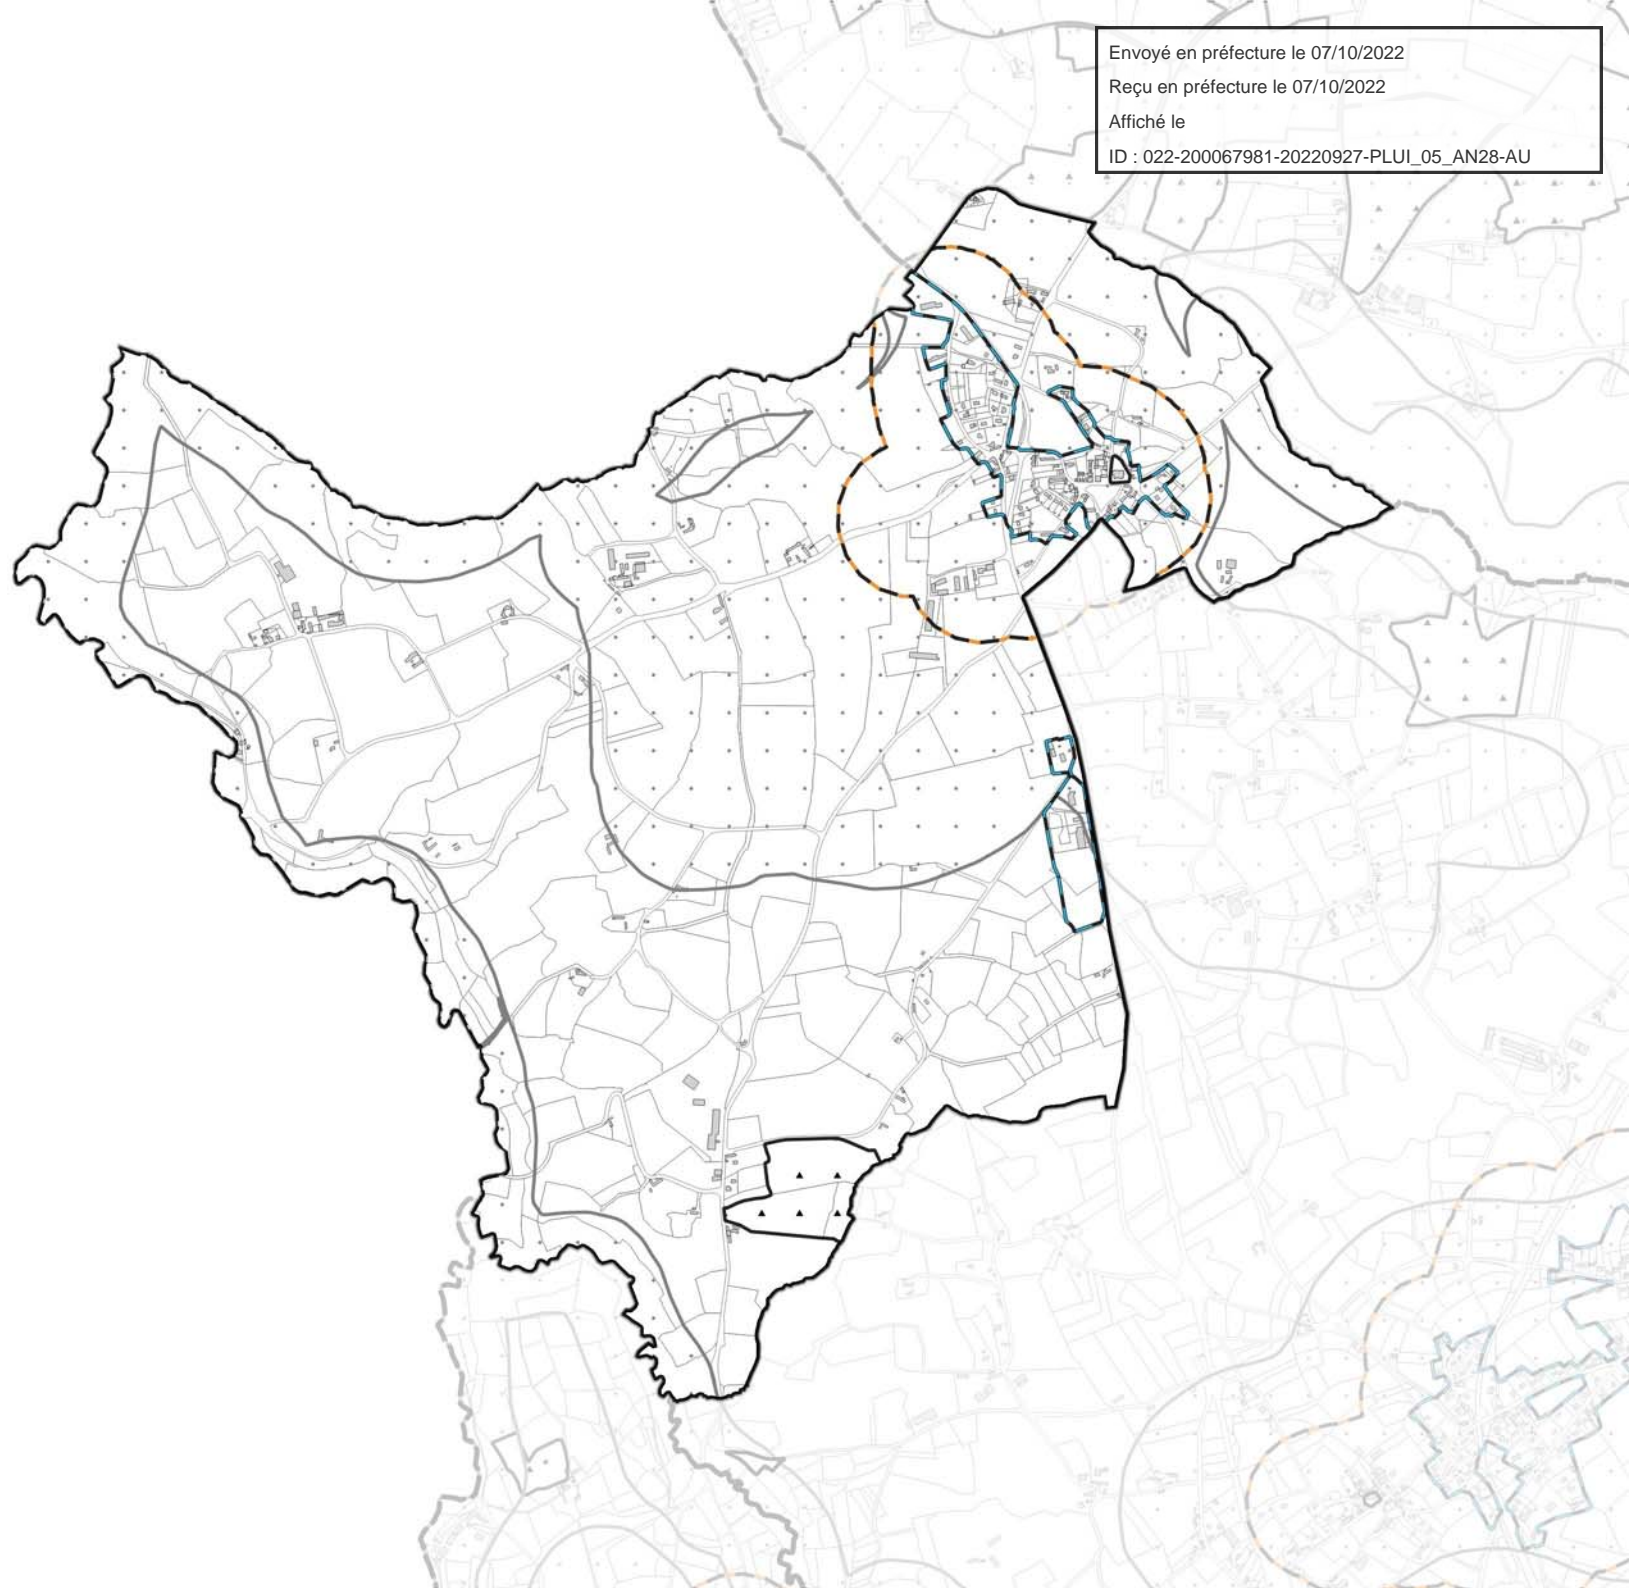 Envoyé en préfecture le 07/10/2022
Reçu en préfecture le 07/10/2022
Affiché le
ID : 022-200067981-20220927-PLUI_05_AN28-AU